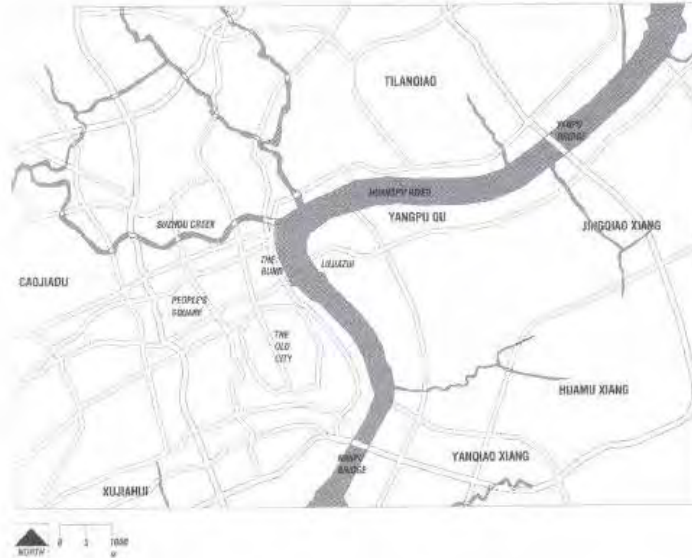 TILANQIAO
YANPU
BRIDGE
HUANGPU RIVER
SUZHOU CREEK
YANGPU QU
JINGQIAO XIANG
THE
BUND
LUJIAZUI
CAOJIADU
PEOPLE'S
SQUARE
THE
OLD
CITY
HUAMU XIANG
NANPU
BRIDGE
YANQIAO XIANG
XUJIAHUI
NORTH
0
1000